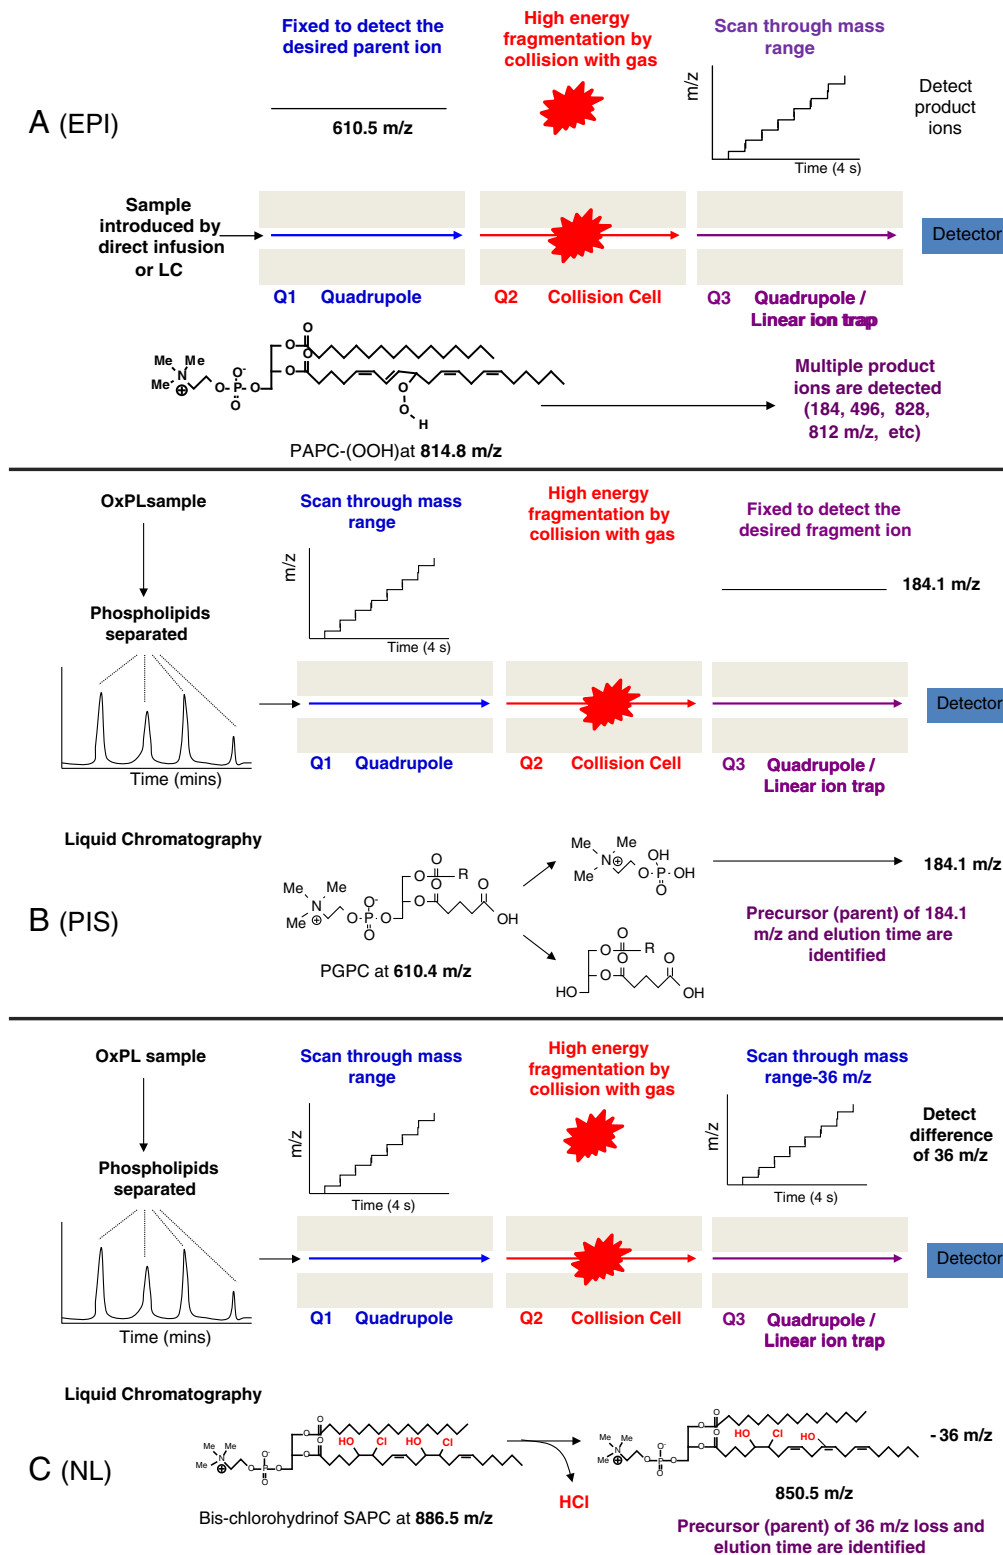 Fixed to detect the
desired parent ion
High energy
fragmentation by
collision with gas
Scan through mass
range
A (EPI)
610.5 m/z
m/z
Time (4 s)
Detect
product
ions
Sample
introduced by
direct infusion
or LC
Detector
Q1 Quadrupole
Q2 Collision Cell
Q3 Quadrupole /
Linear ion trap
Me
Me
Me
N
⊕
O
P
O-
O
O
O
O
O
O
O
O
H
PAPC-(OOH)at 814.8 m/z
Multiple product
ions are detected
(184, 496, 828,
812 m/z, etc)
OxPLsample
Phospholipids
separated
Time (mins)
Liquid Chromatography
Scan through mass
range
m/z
Time (4 s)
High energy
fragmentation by
collision with gas
Fixed to detect the
desired fragment ion
184.1 m/z
Detector
Q1 Quadrupole
Q2 Collision Cell
Q3 Quadrupole /
Linear ion trap
B (PIS)
Me
Me
Me
N
⊕
O
P
O-
O
O
O
O
R
O
O
O
OH
PGPC at 610.4 m/z
Me
Me
Me
N
⊕
O
P
OH
OH
O
O
O
R
O
O
O
OH
HO
184.1 m/z
Precursor (parent) of 184.1
m/z and elution time are
identified
OxPL sample
Phospholipids
separated
Time (mins)
Liquid Chromatography
Scan through mass
range
m/z
Time (4 s)
High energy
fragmentation by
collision with gas
Scan through mass
range-36 m/z
m/z
Time (4 s)
Detect
difference
of 36 m/z
Detector
Q1 Quadrupole
Q2 Collision Cell
Q3 Quadrupole /
Linear ion trap
C (NL)
Me
Me
Me
N
⊕
O
P
O-
O
O
O
O
O
O
HO
Cl
HO
Cl
Bis-chlorohydrinof SAPC at 886.5 m/z
HCl
Me
Me
Me
N
⊕
O
P
O-
O
O
O
O
O
O
HO
Cl
HO
850.5 m/z
- 36 m/z
Precursor (parent) of 36 m/z loss and
elution time are identified